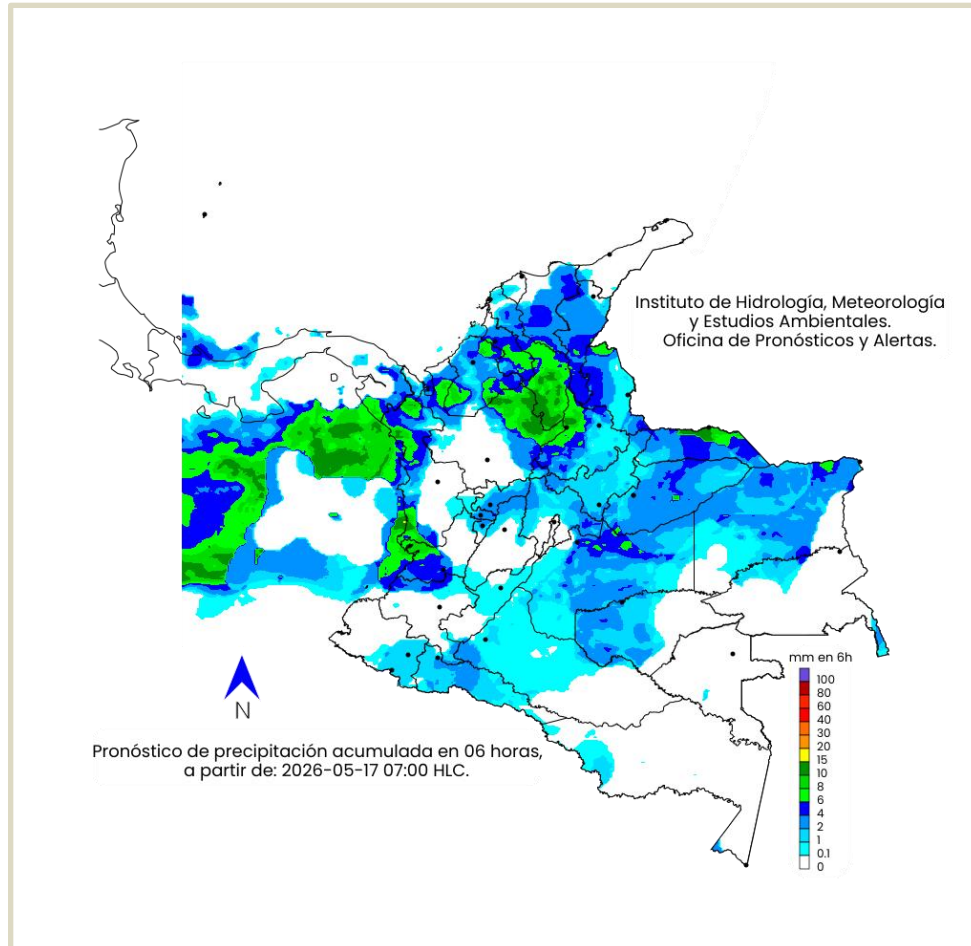 Instituto de Hidrología, Meteorología
y Estudios Ambientales.
Oficina de Pronósticos y Alertas.
N
Pronóstico de precipitación acumulada en 06 horas,
a partir de: 2026-05-17 07:00 HLC.
mm en 6h
100
80
60
40
30
20
15
10
8
6
4
2
1
0.1
0